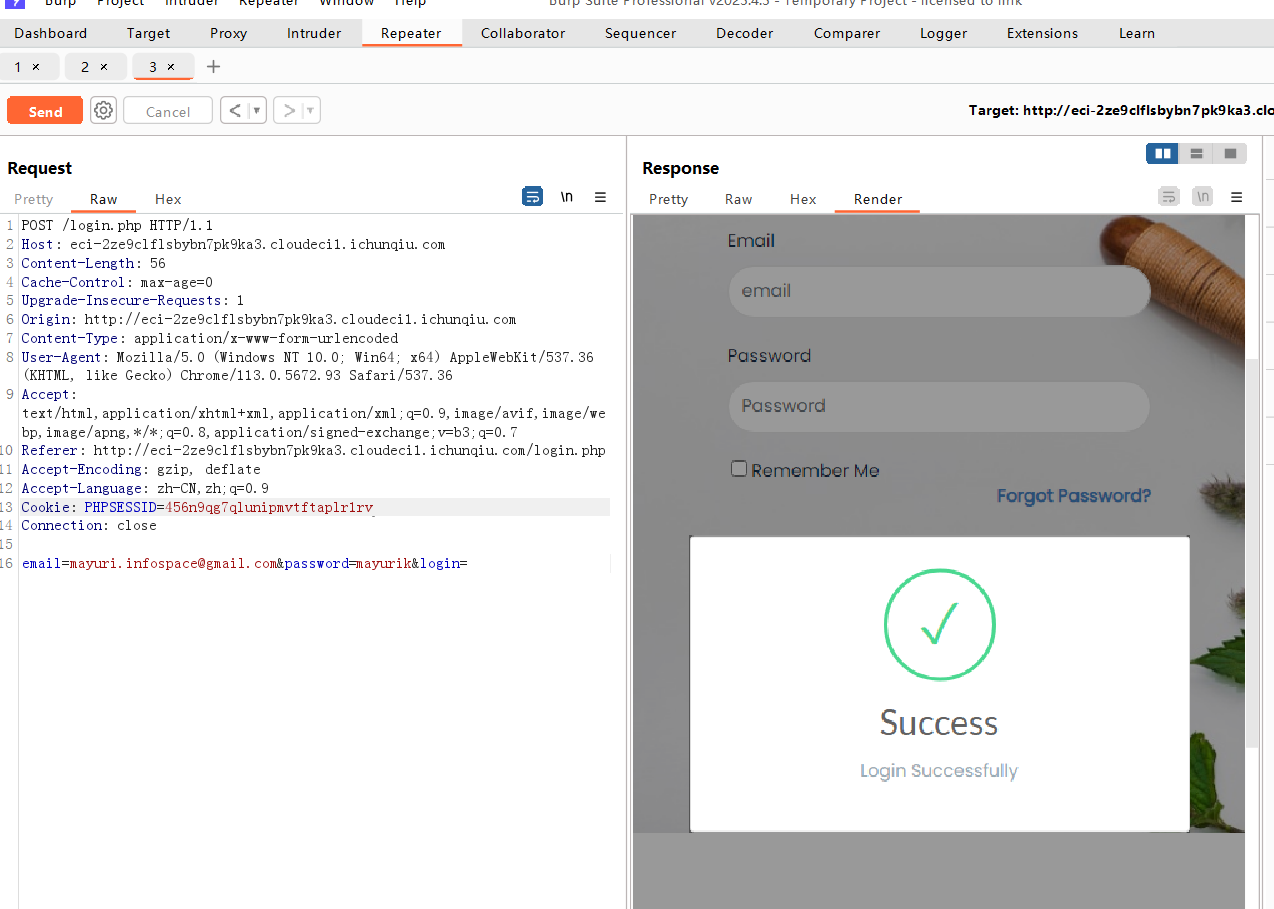 Burp Project Intruder Repeater Window Help Burp Suite Professional v2025.4.5 - Temporary Project - licensed to link
Dashboard Target Proxy Intruder Repeater Collaborator Sequencer Decoder Comparer Logger Extensions Learn
1 × 2 × 3 × +
Send Cancel < > Target: http://eci-2ze9clflsbybn7pk9ka3.clo
Request
Pretty Raw Hex \n
1 POST /login.php HTTP/1.1
2 Host: eci-2ze9clflsbybn7pk9ka3.cloudeci1.ichunqiu.com
3 Content-Length: 56
4 Cache-Control: max-age=0
5 Upgrade-Insecure-Requests: 1
6 Origin: http://eci-2ze9clflsbybn7pk9ka3.cloudeci1.ichunqiu.com
7 Content-Type: application/x-www-form-urlencoded
8 User-Agent: Mozilla/5.0 (Windows NT 10.0; Win64; x64) AppleWebKit/537.36
(KHTML, like Gecko) Chrome/113.0.5672.93 Safari/537.36
9 Accept:
text/html,application/xhtml+xml,application/xml;q=0.9,image/avif,image/we
bp,image/apng,*/*;q=0.8,application/signed-exchange;v=b3;q=0.7
10 Referer: http://eci-2ze9clflsbybn7pk9ka3.cloudeci1.ichunqiu.com/login.php
11 Accept-Encoding: gzip, deflate
12 Accept-Language: zh-CN,zh;q=0.9
13 Cookie: PHPSESSID=456n9qg7qlunipmvtftaplrlrv
14 Connection: close
15
16 email=mayuri.infospace@gmail.com&password=mayurik&login=
Response
Pretty Raw Hex Render \n
Email
email
Password
Password
Remember Me
Forgot Password?
Success
Login Successfully